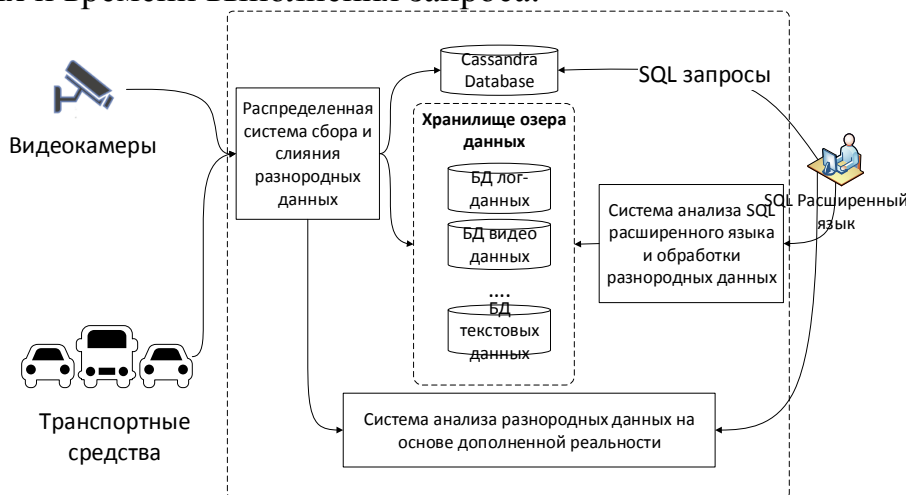 и времени выполнения запроса.
Cassandra
Database
SQL запросы
Распределенная
система сбора и
слияния
разнородных
данных
Видеокамеры
Хранилище озера
данных
БД лог-
данных
БД видео
данных
....
БД
текстовых
данных
Система анализа SQL
расширенного языка
и обработки
разнородных данных
SQL Расширенный
язык
Транспортные
средства
Система анализа разнородных данных на
основе дополненной реальности